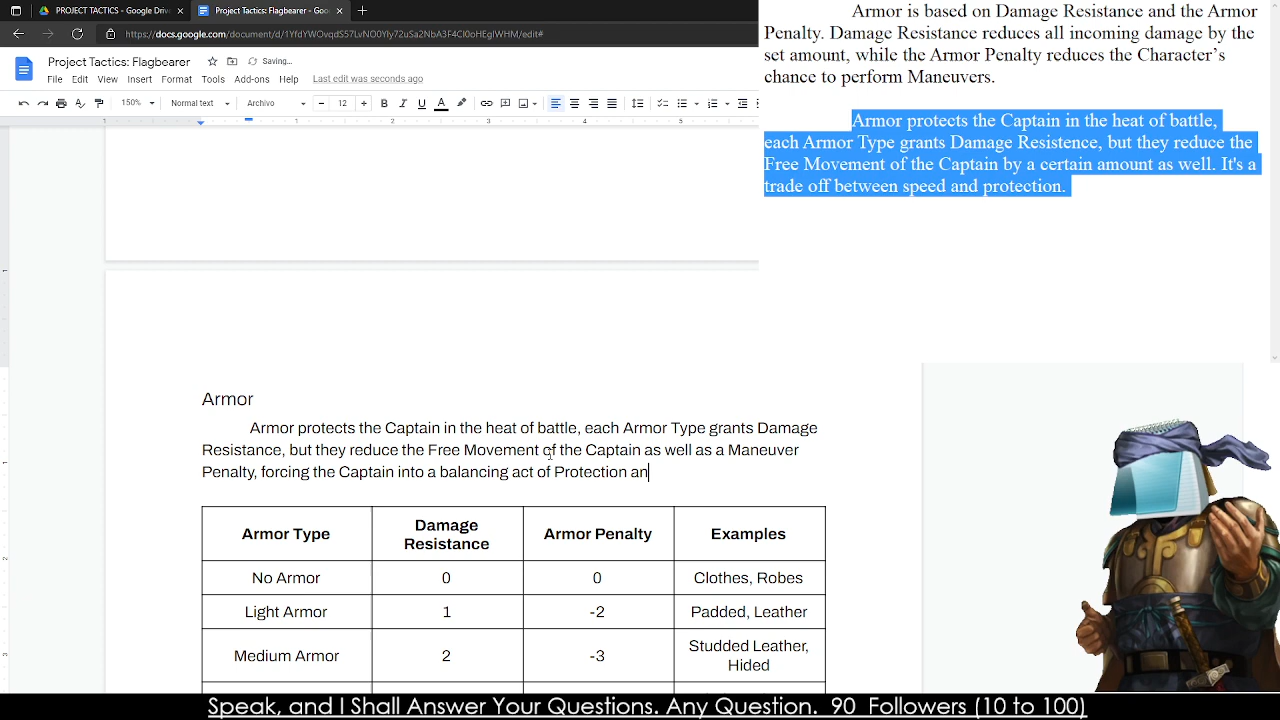 PROJECT TACTICS - Google Drive
Project Tactics: Flagbearer - Goo
https://docs.google.com/document/d/
Project Tactics: Flagbearer
Saving...
File Edit View Insert Format Tools Add-ons Help Last edit was seconds ago
150% Normal text Archivo 12 B I U A
1 1 2 3 4 5
Armor is based on Damage Resistance and the Armor
Penalty. Damage Resistance reduces all incoming damage by the
set amount, while the Armor Penalty reduces the Character’s
chance to perform Maneuvers.
Armor protects the Captain in the heat of battle,
each Armor Type grants Damage Resistence, but they reduce the
Free Movement of the Captain by a certain amount as well. It's a
trade off between speed and protection.
Armor
Armor protects the Captain in the heat of battle, each Armor Type grants Damage
Resistance, but they reduce the Free Movement of the Captain as well as a Maneuver
Penalty, forcing the Captain into a balancing act of Protection an
Armor Type
Damage
Resistance
Armor Penalty
Examples
No Armor 0 0 Clothes, Robes
Light Armor 1 -2 Padded, Leather
Medium Armor 2 -3 Studded Leather,
Hided
Speak, and I Shall Answer Your Questions. Any Question. 90 Followers (10 to 100)